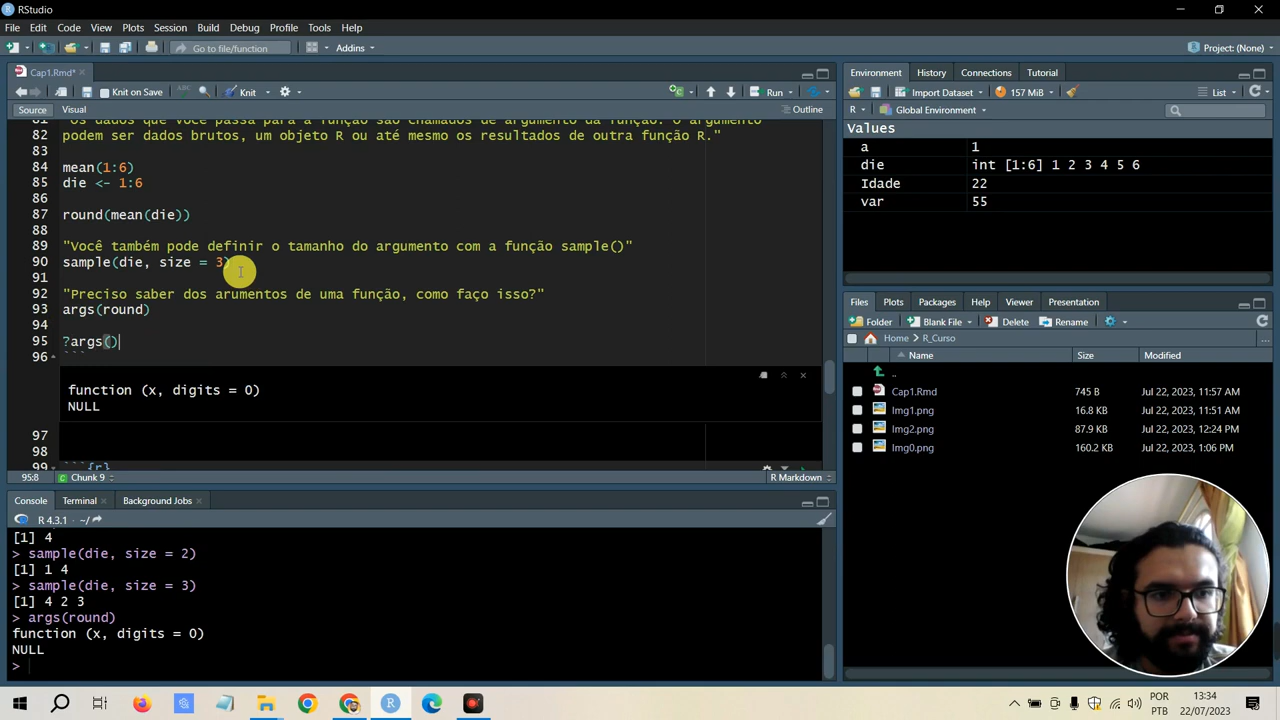 RStudio
File Edit Code View Plots Session Build Debug Profile Tools Help
Go to file/function Addins Project: (None)
Cap1.Rmd*
Knit on Save ABC Knit Run
Source Visual Outline
81 "Os dados que você passa para a função são chamados de argumento da função. O argumento
82 podem ser dados brutos, um objeto R ou até mesmo os resultados de outra função R."
83
84 mean(1:6)
85 die <- 1:6
86
87 round(mean(die))
88
89 "Você também pode definir o tamanho do argumento com a função sample()"
90 sample(die, size = 3)
91
92 "Preciso saber dos arumentos de uma função, como faço isso?"
93 args(round)
94
95 ?args()
96 ```
function (x, digits = 0)
NULL
97
98
99 ```{r}
95:8 Chunk 9 R Markdown
Console Terminal Background Jobs
R 4.3.1 · ~/
[1] 4
> sample(die, size = 2)
[1] 1 4
> sample(die, size = 3)
[1] 4 2 3
> args(round)
function (x, digits = 0)
NULL
>
Environment History Connections Tutorial
Import Dataset 157 MiB List
R Global Environment
Values
a 1
die int [1:6] 1 2 3 4 5 6
Idade 22
var 55
Files Plots Packages Help Viewer Presentation
Folder Blank File Delete Rename
Home R_Curso
Name Size Modified
..
Cap1.Rmd 745 B Jul 22, 2023, 11:57 AM
Img1.png 16.8 KB Jul 22, 2023, 11:51 AM
Img2.png 87.9 KB Jul 22, 2023, 12:24 PM
Img0.png 160.2 KB Jul 22, 2023, 1:06 PM
POR
PTB
13:34
22/07/2023